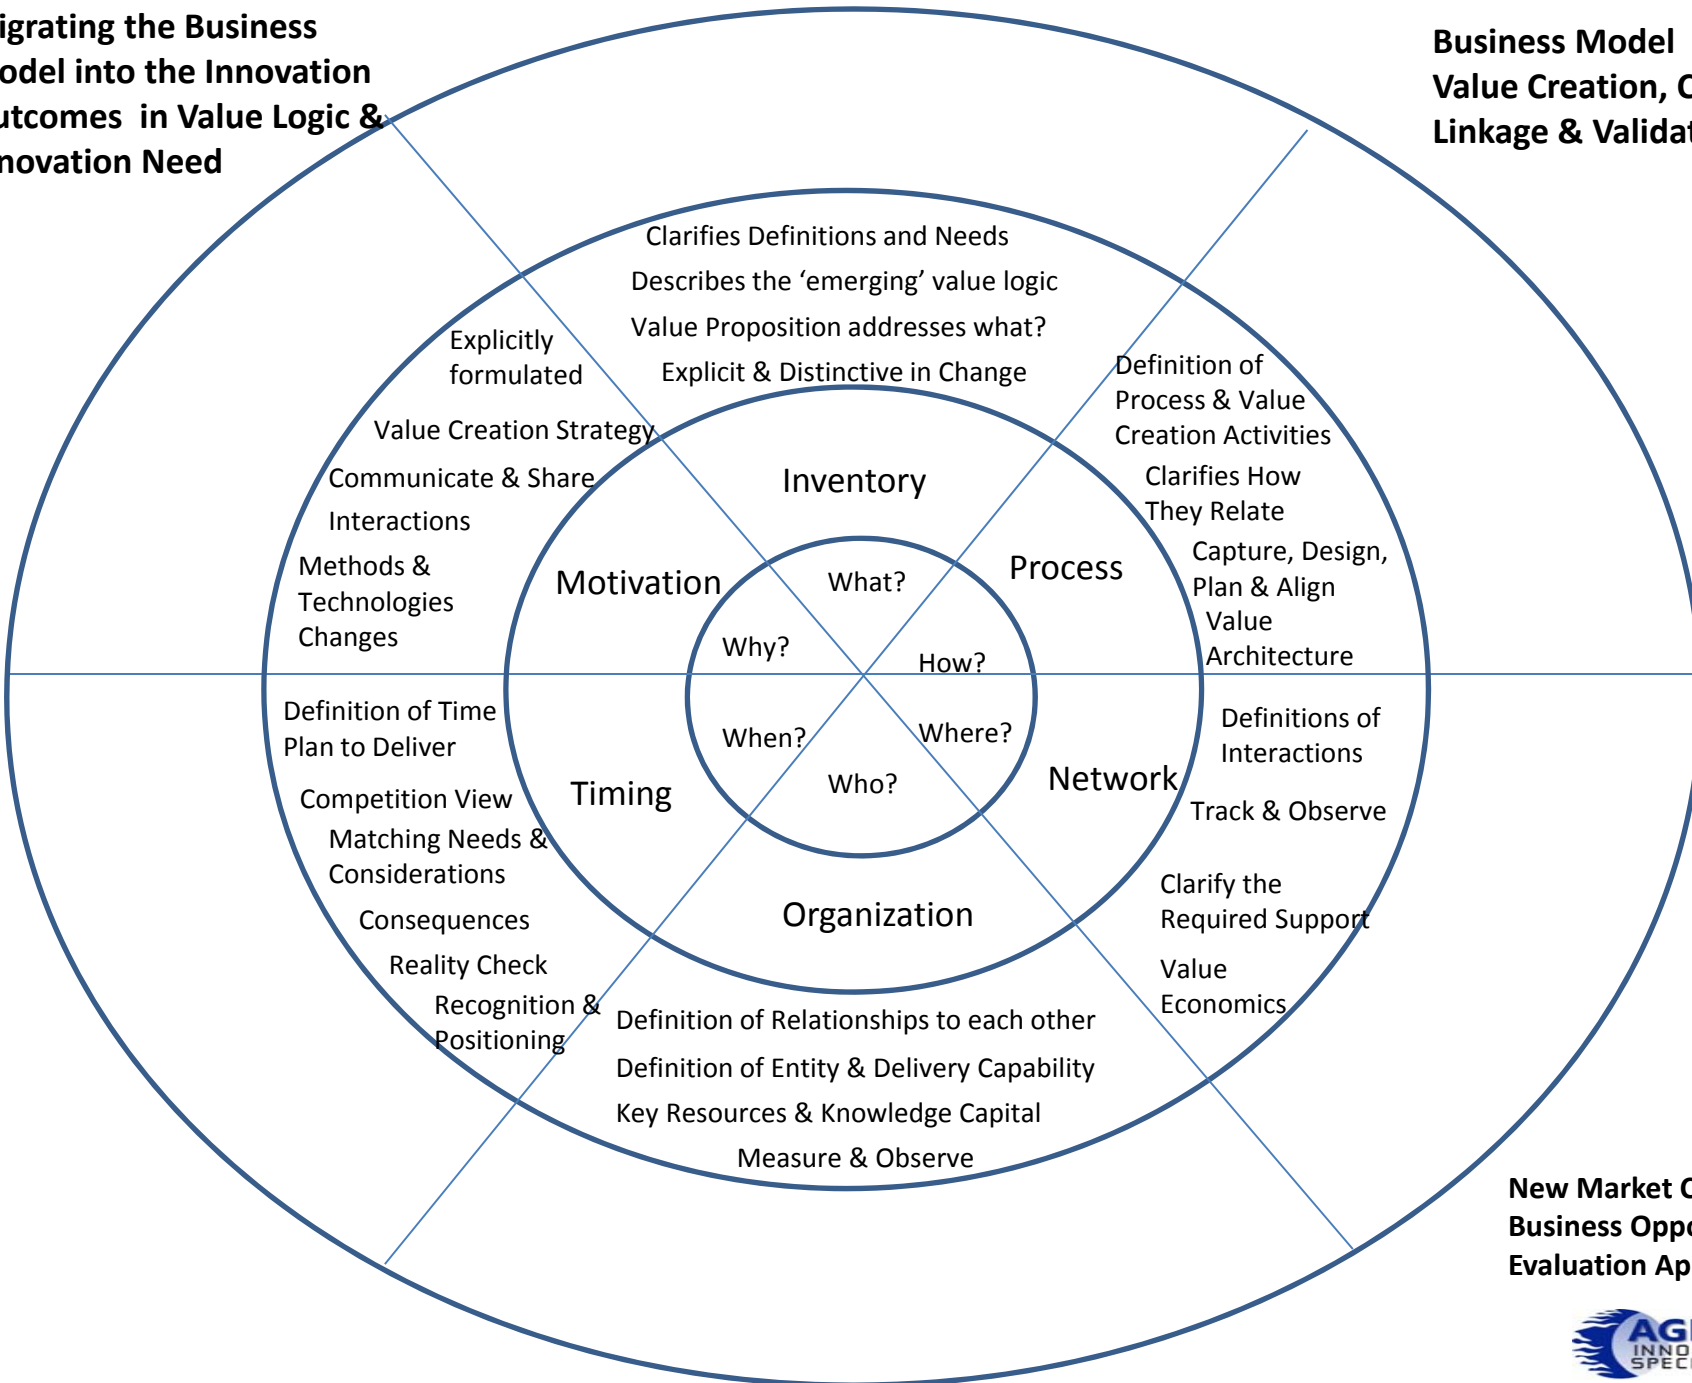 igrating the Business
odel into the Innovation
utcomes in Value Logic &
novation Need
Business Model
Value Creation, C
Linkage & Validat
Clarifies Definitions and Needs
Describes the ‘emerging’ value logic
Value Proposition addresses what?
Explicit & Distinctive in Change
Explicitly
formulated
Value Creation Strategy
Communicate & Share
Interactions
Methods &
Technologies
Changes
Definition of
Process & Value
Creation Activities
Clarifies How
They Relate
Capture, Design,
Plan & Align
Value
Architecture
Inventory
Motivation
Process
What?
Why?
How?
When?
Where?
Who?
Timing
Network
Organization
Definition of Time
Plan to Deliver
Competition View
Matching Needs &
Considerations
Consequences
Reality Check
Recognition &
Positioning
Definitions of
Interactions
Track & Observe
Clarify the
Required Support
Value
Economics
Definition of Relationships to each other
Definition of Entity & Delivery Capability
Key Resources & Knowledge Capital
Measure & Observe
New Market C
Business Oppo
Evaluation Ap
AG
INNO
SPEC